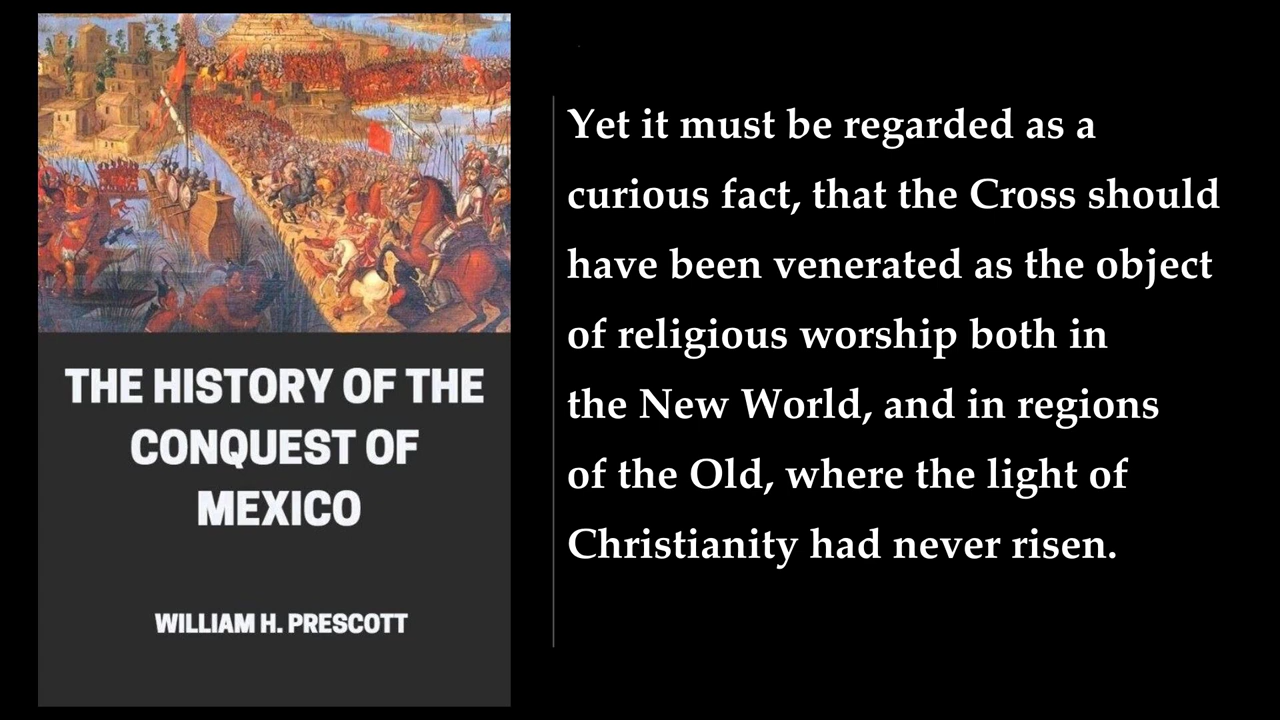 THE HISTORY OF THE
CONQUEST OF
MEXICO
WILLIAM H. PRESCOTT
Yet it must be regarded as a
curious fact, that the Cross should
have been venerated as the object
of religious worship both in
the New World, and in regions
of the Old, where the light of
Christianity had never risen.